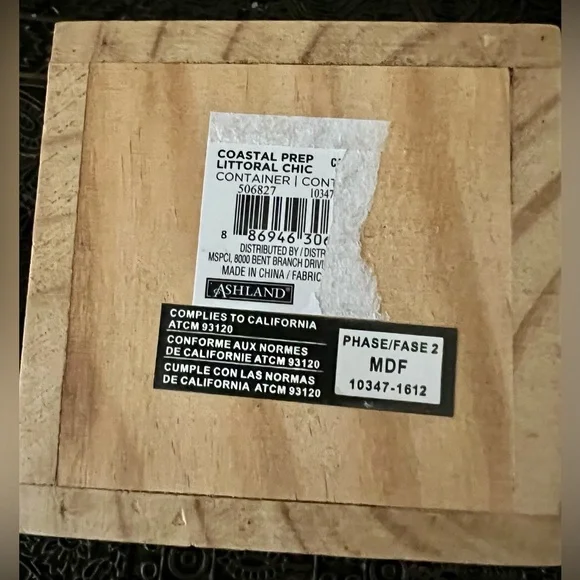 COASTAL PREP
LITTORAL CHIC
CONTAINER | CONT
506827 10347
8 86946 30
DISTRIBUTED BY / DISTR
MSPCI, 8000 BENT BRANCH DRIV
MADE IN CHINA / FABRIC
ASHLAND
COMPLIES TO CALIFORNIA
ATCM 93120
CONFORME AUX NORMES
DE CALIFORNIE ATCM 93120
CUMPLE CON LAS NORMAS
DE CALIFORNIA ATCM 93120
PHASE/FASE 2
MDF
10347-1612